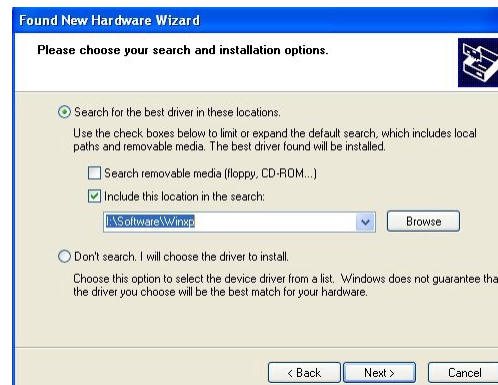 Found New Hardware Wizard
Please choose your search and installation options.
Search for the best driver in these locations.
Use the check boxes below to limit or expand the default search, which includes local
paths and removable media. The best driver found will be installed.
Search removable media (floppy, CD-ROM...)
Include this location in the search:
I:\Software\Winxp
Browse
Don't search. I will choose the driver to install.
Choose this option to select the device driver from a list. Windows does not guarantee tha
the driver you choose will be the best match for your hardware.
< Back
Next >
Cancel